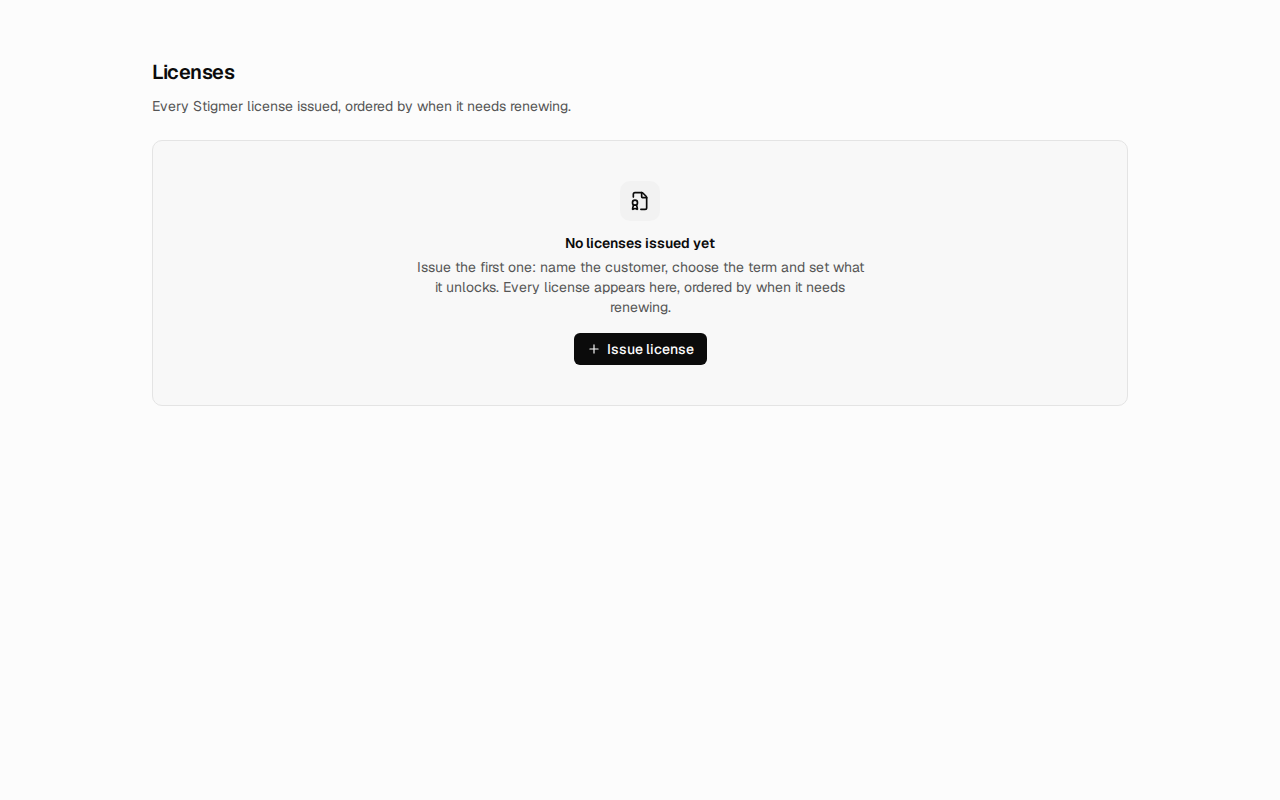 Licenses
Every Stigmer license issued, ordered by when it needs renewing.
No licenses issued yet
Issue the first one: name the customer, choose the term and set what
it unlocks. Every license appears here, ordered by when it needs
renewing.
Issue license